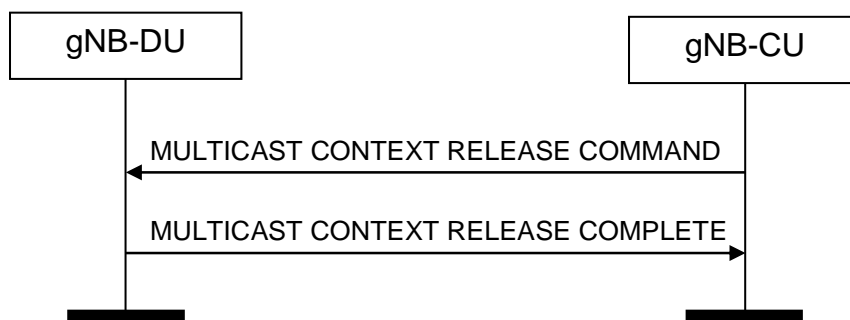 gNB-DU
gNB-CU
MULTICAST CONTEXT RELEASE COMMAND
MULTICAST CONTEXT RELEASE COMPLETE